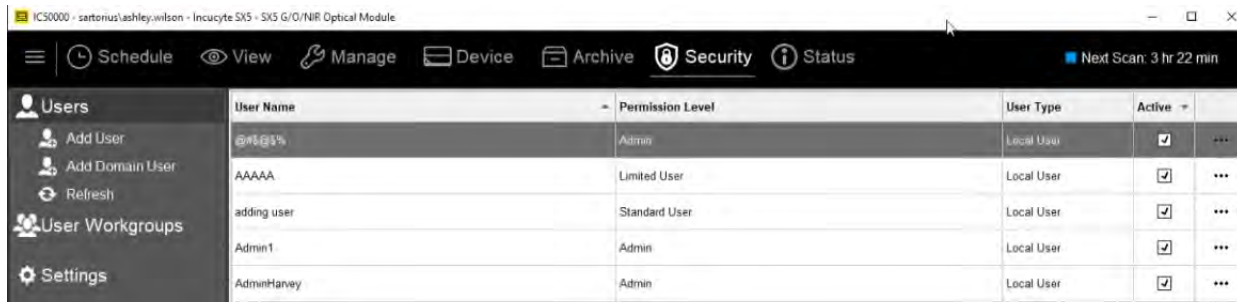 IC50000 - sartorius\ashley.wilson - Incucyte SX5 - SX5 G/O/NIR Optical Module
Schedule View Manage Device Archive Security Status Next Scan: 3 hr 22 min
Users
Add User
Add Domain User
Refresh
User Workgroups
Settings
User Name Permission Level User Type Active
@#$@$% Admin Local User
AAAAA Limited User Local User
adding user Standard User Local User
Admin1 Admin Local User
AdminHarvey Admin Local User